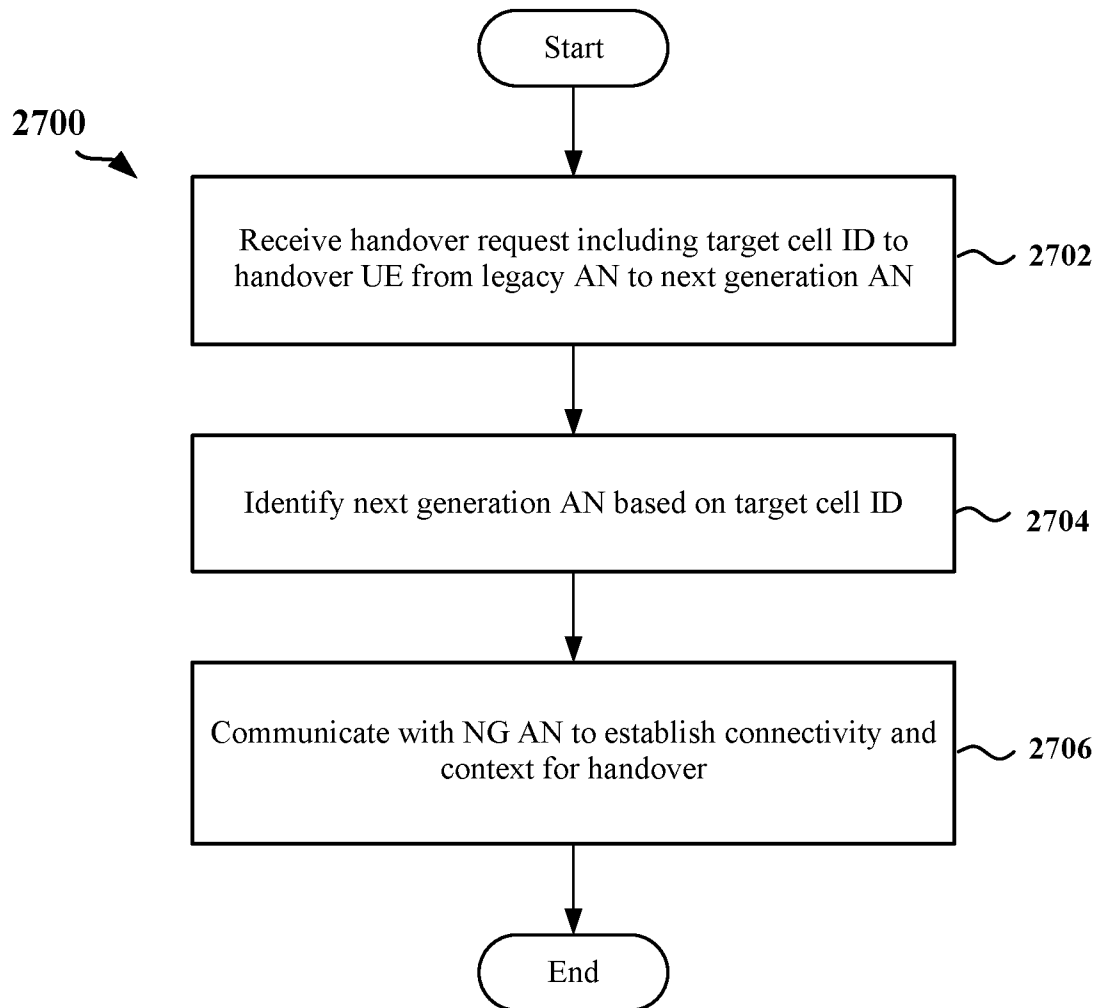 Start
2700
Receive handover request including target cell ID to
handover UE from legacy AN to next generation AN
2702
Identify next generation AN based on target cell ID
2704
Communicate with NG AN to establish connectivity and
context for handover
2706
End